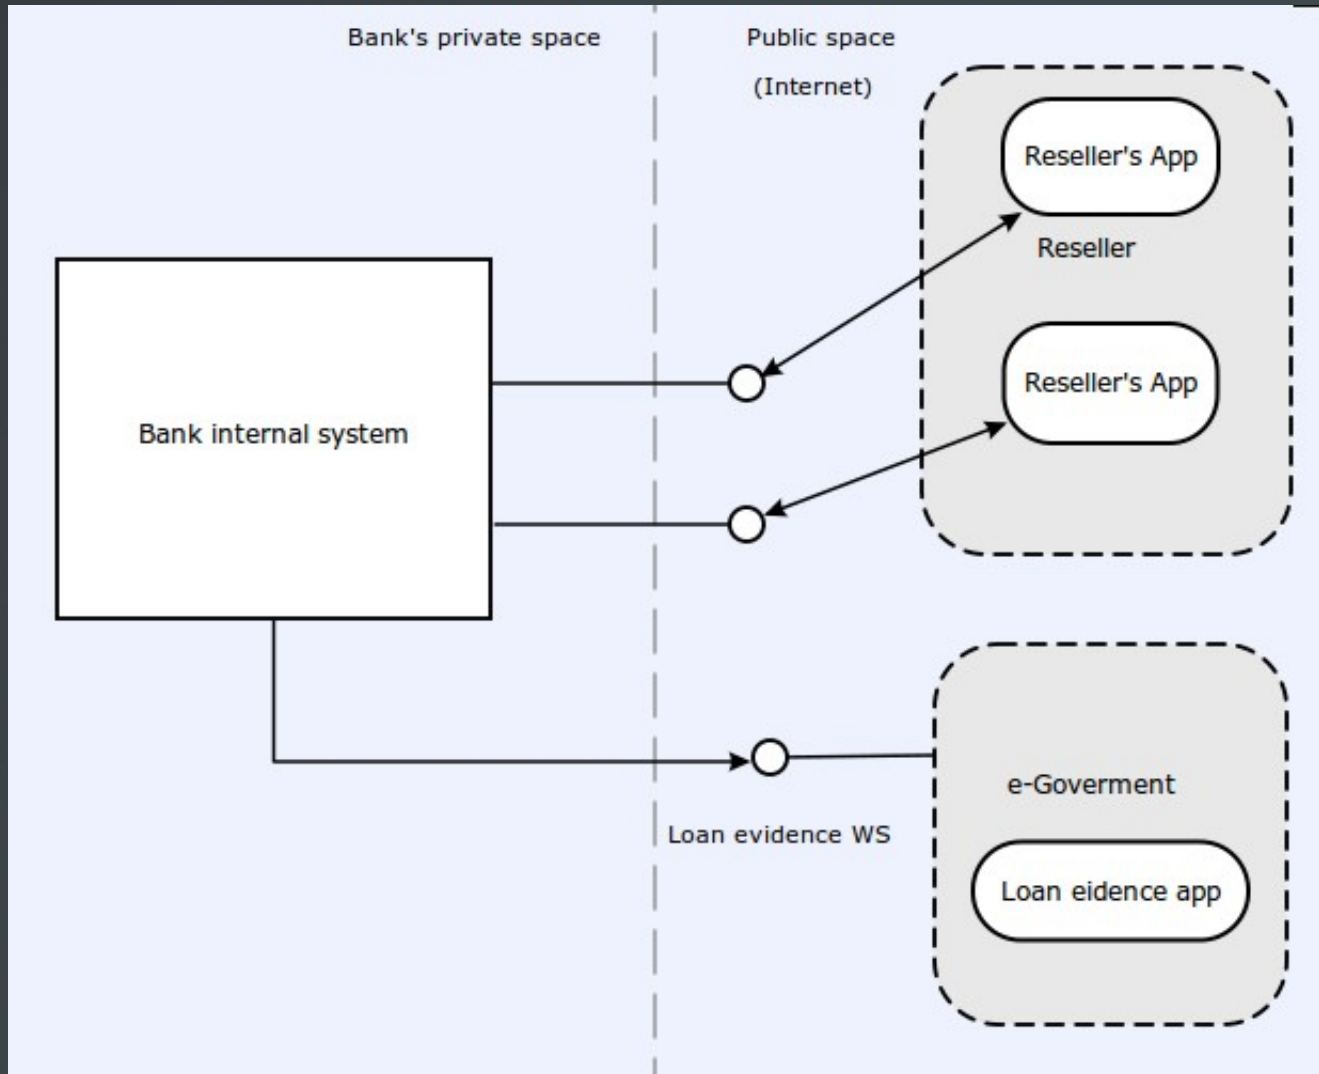 Bank's private space
Public space
(Internet)
Reseller's App
Reseller
Reseller's App
Bank internal system
e-Goverment
Loan evidence WS
Loan eidence app